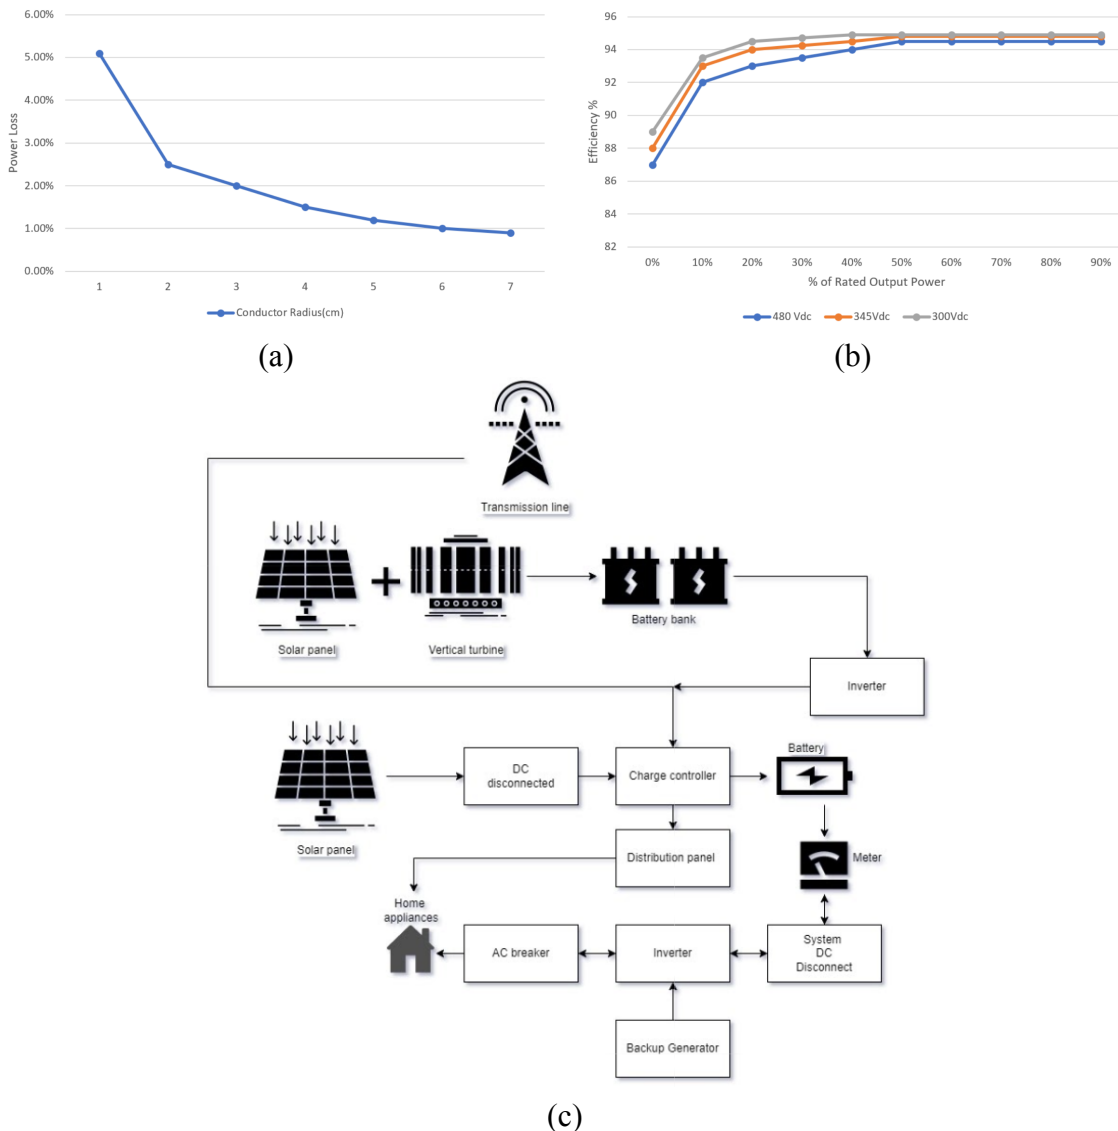 6.00%
5.00%
4.00%
3.00%
2.00%
1.00%
0.00%
Power Loss
1 2 3 4 5 6 7
Conductor Radius(cm)
(a)
96
94
92
90
88
86
84
82
Efficiency %
0% 10% 20% 30% 40% 50% 60% 70% 80% 90%
% of Rated Output Power
480 Vdc 345Vdc 300Vdc
(b)
Transmission line
Solar panel
Vertical turbine
Battery bank
Inverter
Solar panel
DC
disconnected
Charge controller
Battery
Distribution panel
Meter
Home
appliances
AC breaker
Inverter
System
DC
Disconnect
Backup Generator
(c)